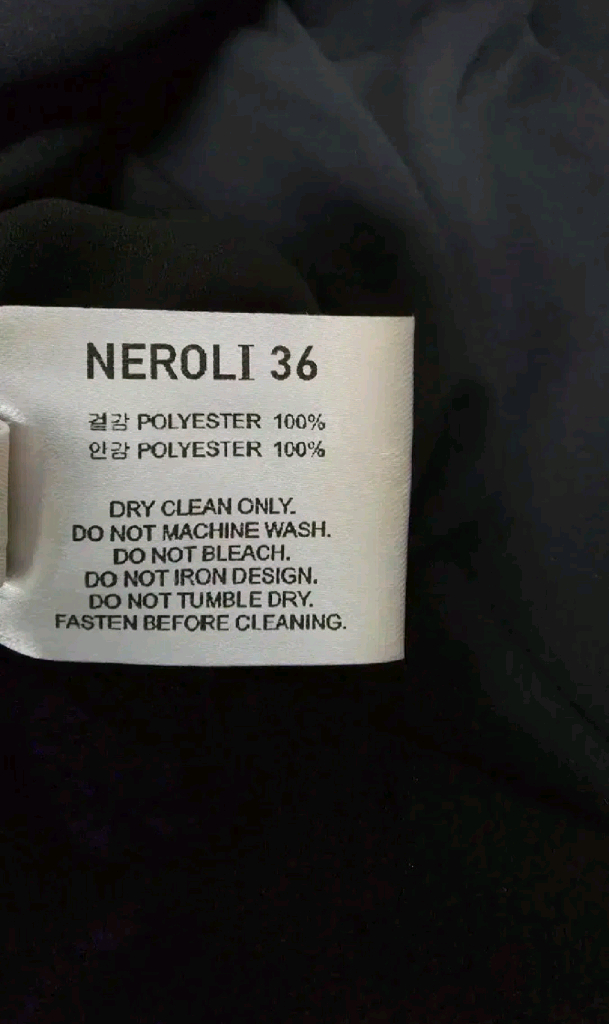 NEROLI 36
겉감 POLYESTER 100%
안감 POLYESTER 100%
DRY CLEAN ONLY.
DO NOT MACHINE WASH.
DO NOT BLEACH.
DO NOT IRON DESIGN.
DO NOT TUMBLE DRY.
FASTEN BEFORE CLEANING.